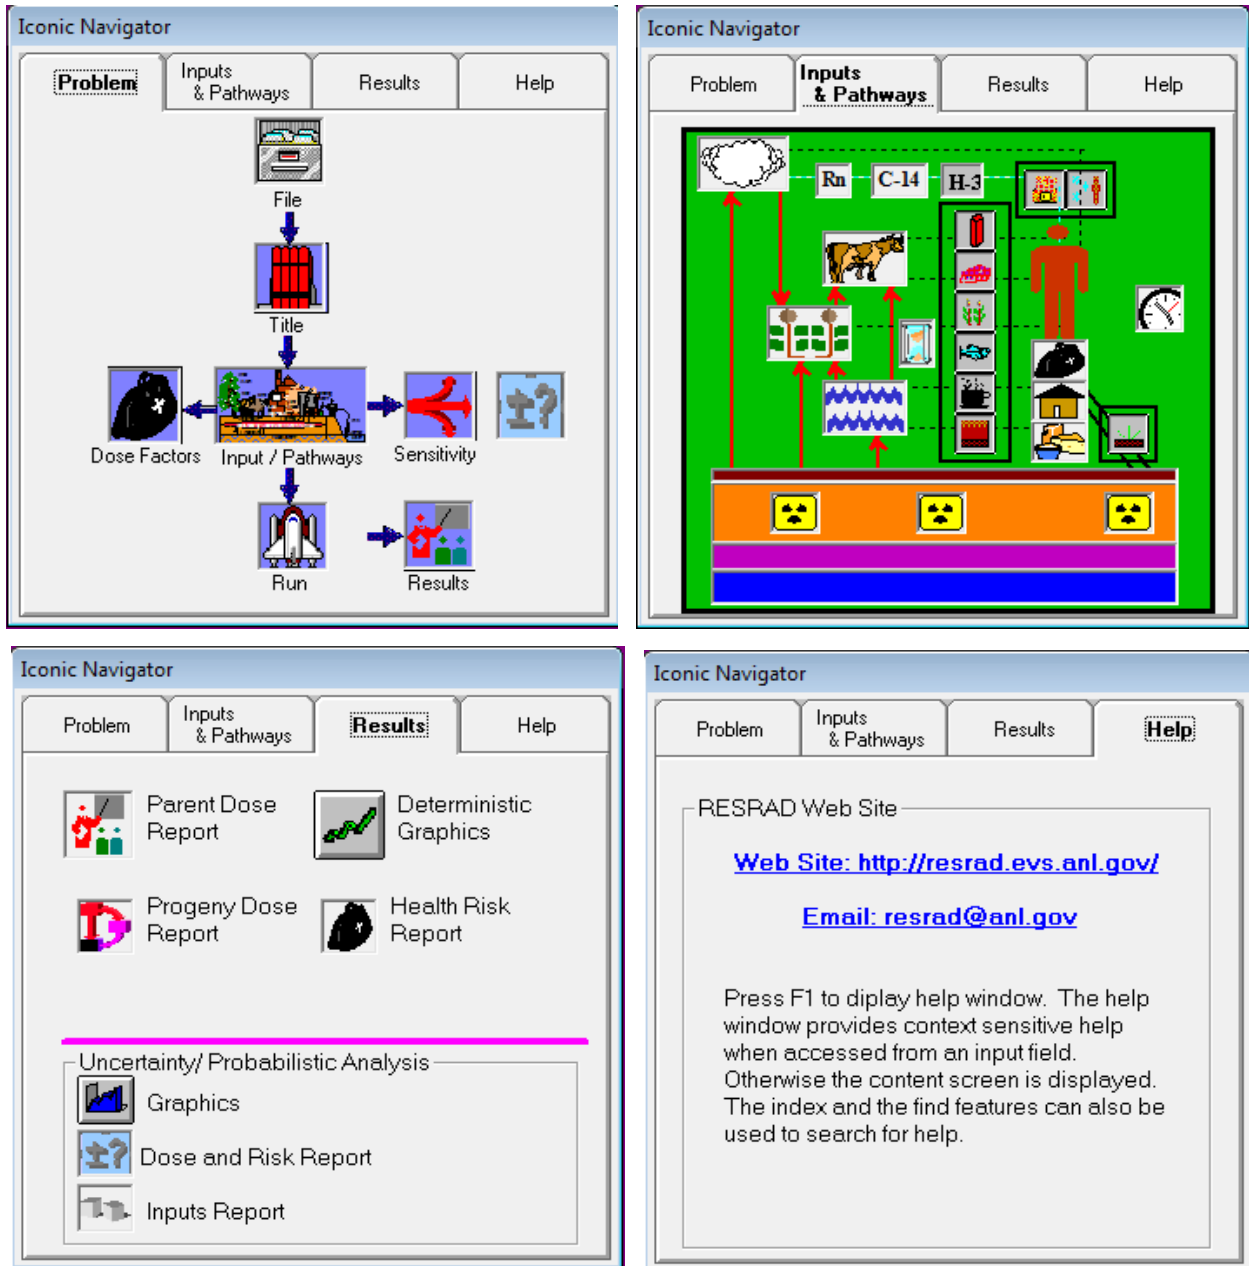 Iconic Navigator
Problem
Inputs
& Pathways
Results
Help
File
Title
Dose Factors
Input / Pathways
Sensitivity
Run
Results
Iconic Navigator
Problem
Inputs
& Pathways
Results
Help
Rn
C-14
H-3
Iconic Navigator
Problem
Inputs
& Pathways
Results
Help
Parent Dose
Report
Deterministic
Graphics
Progeny Dose
Report
Health Risk
Report
Uncertainty/ Probabilistic Analysis
Graphics
Dose and Risk Report
Inputs Report
Iconic Navigator
Problem
Inputs
& Pathways
Results
Help
RESRAD Web Site
Web Site: http://resrad.evs.anl.gov/
Email: resrad@anl.gov
Press F1 to diplay help window. The help
window provides context sensitive help
when accessed from an input field.
Otherwise the content screen is displayed.
The index and the find features can also be
used to search for help.